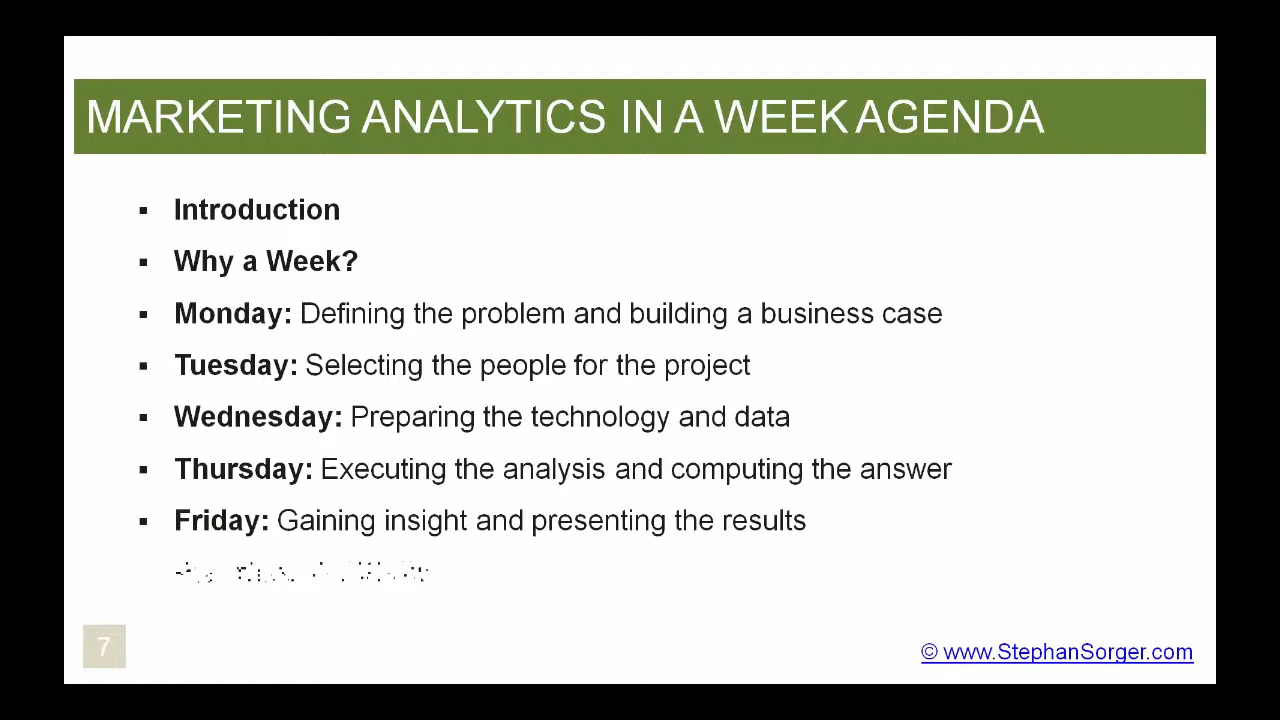 MARKETING ANALYTICS IN A WEEK AGENDA
▪ Introduction
▪ Why a Week?
▪ Monday: Defining the problem and building a business case
▪ Tuesday: Selecting the people for the project
▪ Wednesday: Preparing the technology and data
▪ Thursday: Executing the analysis and computing the answer
▪ Friday: Gaining insight and presenting the results
7
© www.StephanSorger.com